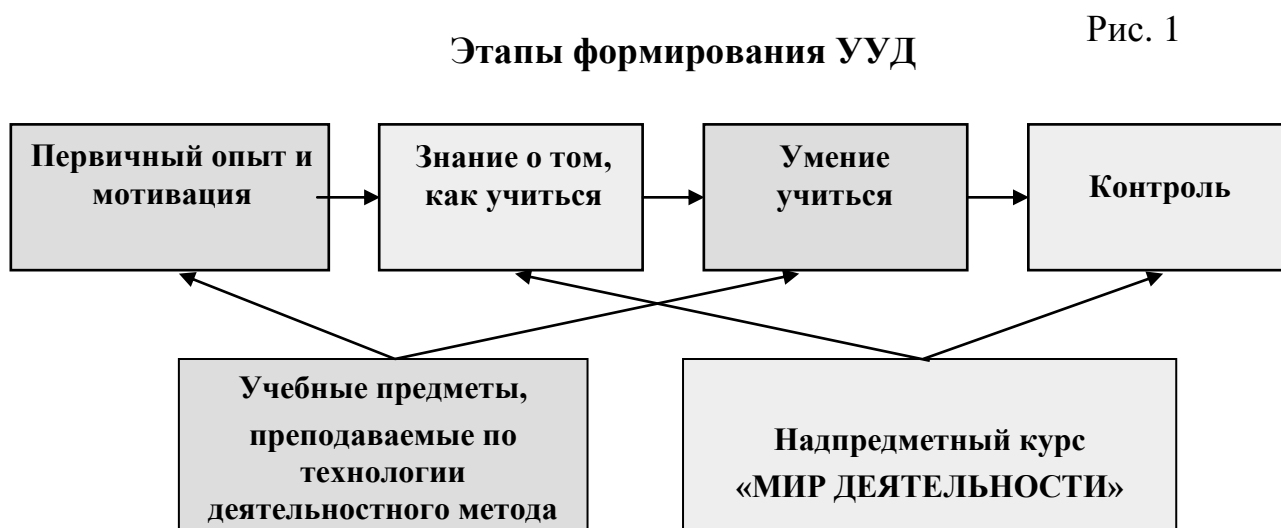 Рис. 1
Этапы формирования УУД
Первичный опыт и
мотивация
Знание о том,
как учиться
Умение
учиться
Контроль
Учебные предметы,
преподаваемые по
технологии
деятельностного метода
Надпредметный курс
«МИР ДЕЯТЕЛЬНОСТИ»